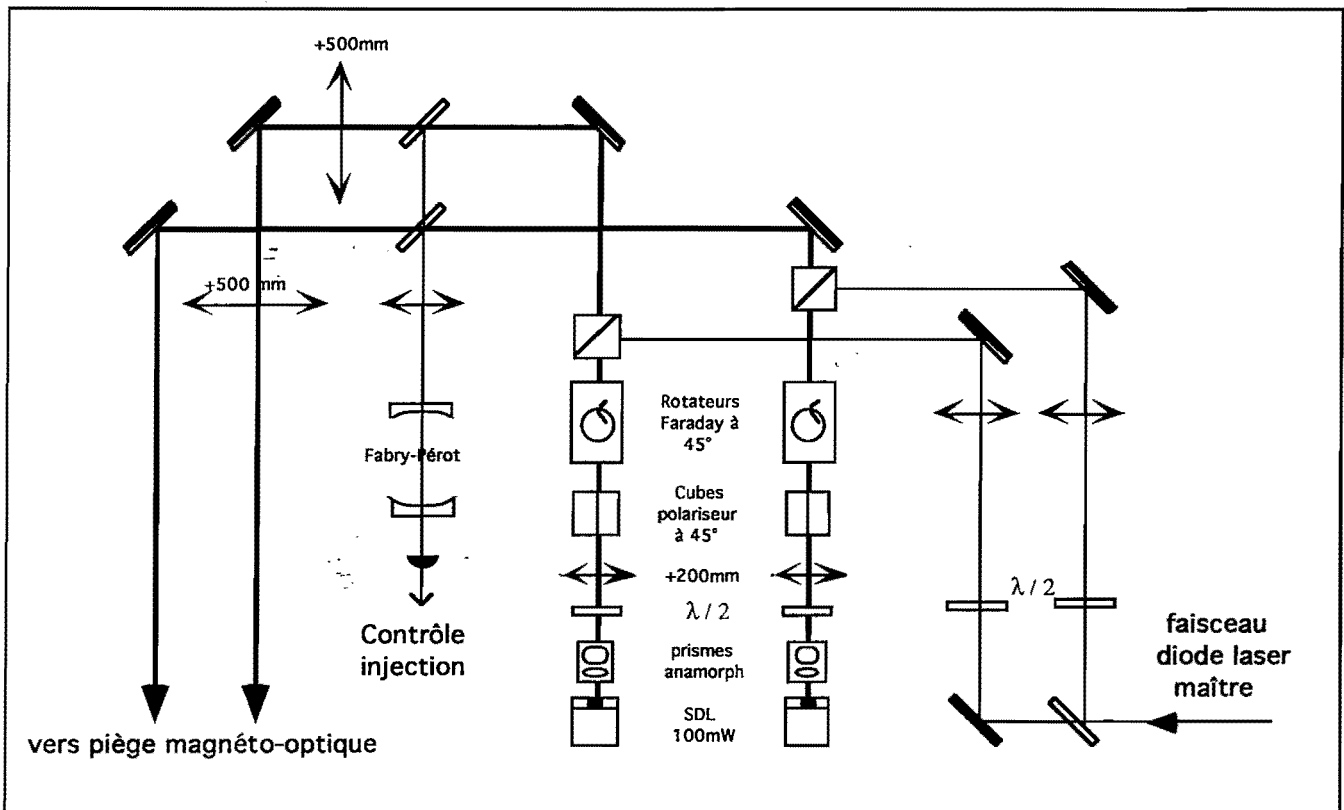 +500mm
+500 mm
Rotateurs
Faraday à
45°
Fabry-Pérot
Cubes
polariseur
à 45°
+200mm
λ / 2
λ / 2
Contrôle
injection
prismes
anamorph
faisceau
diode laser
maître
SDL
100mW
vers piège magnéto-optique